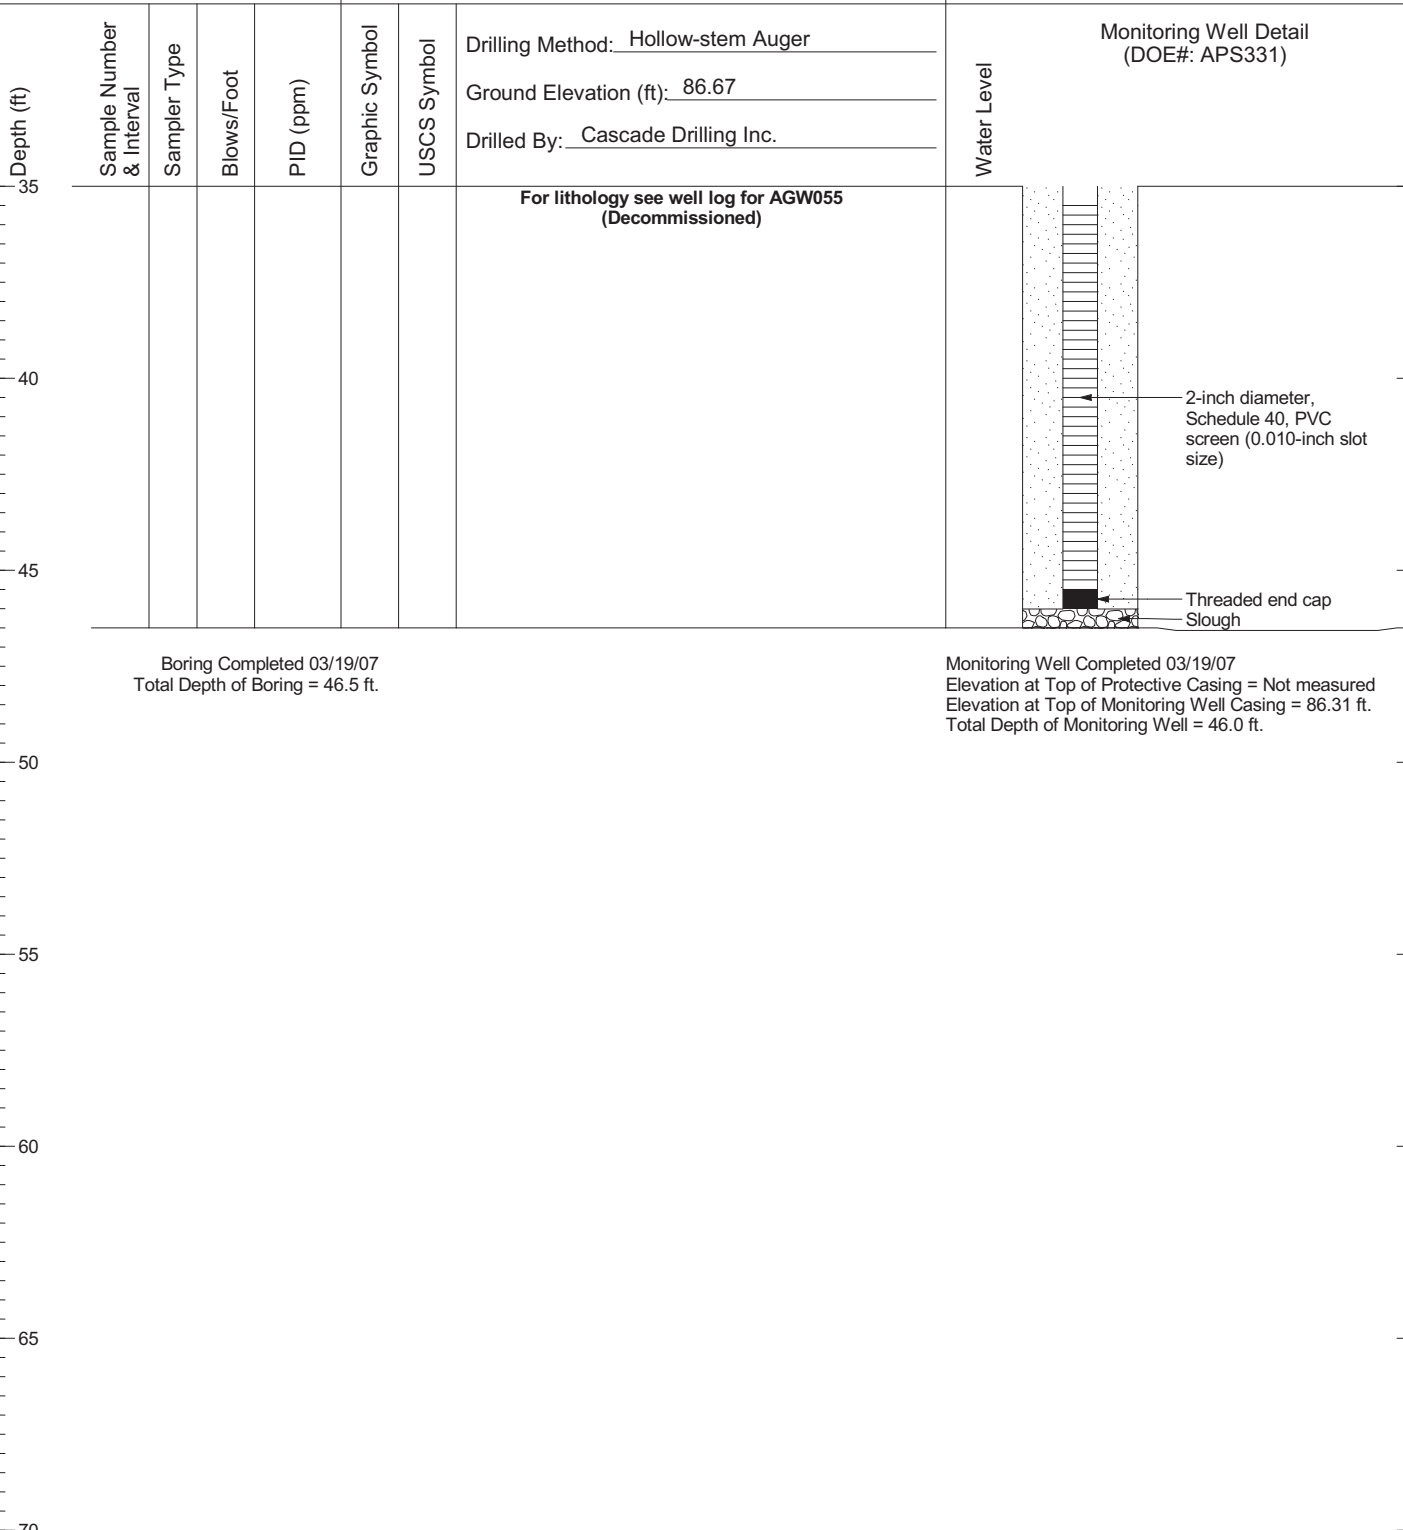 Depth (ft)
Sample Number
& Interval
Sampler Type
Blows/Foot
PID (ppm)
Graphic Symbol
USCS Symbol
Drilling Method: Hollow-stem Auger
Ground Elevation (ft): 86.67
Drilled By: Cascade Drilling Inc.
Water Level
Monitoring Well Detail
(DOE#: APS331)
35
For lithology see well log for AGW055
(Decommissioned)
40
2-inch diameter,
Schedule 40, PVC
screen (0.010-inch slot
size)
45
Threaded end cap
Slough
Boring Completed 03/19/07
Total Depth of Boring = 46.5 ft.
Monitoring Well Completed 03/19/07
Elevation at Top of Protective Casing = Not measured
Elevation at Top of Monitoring Well Casing = 86.31 ft.
Total Depth of Monitoring Well = 46.0 ft.
50
55
60
65
70